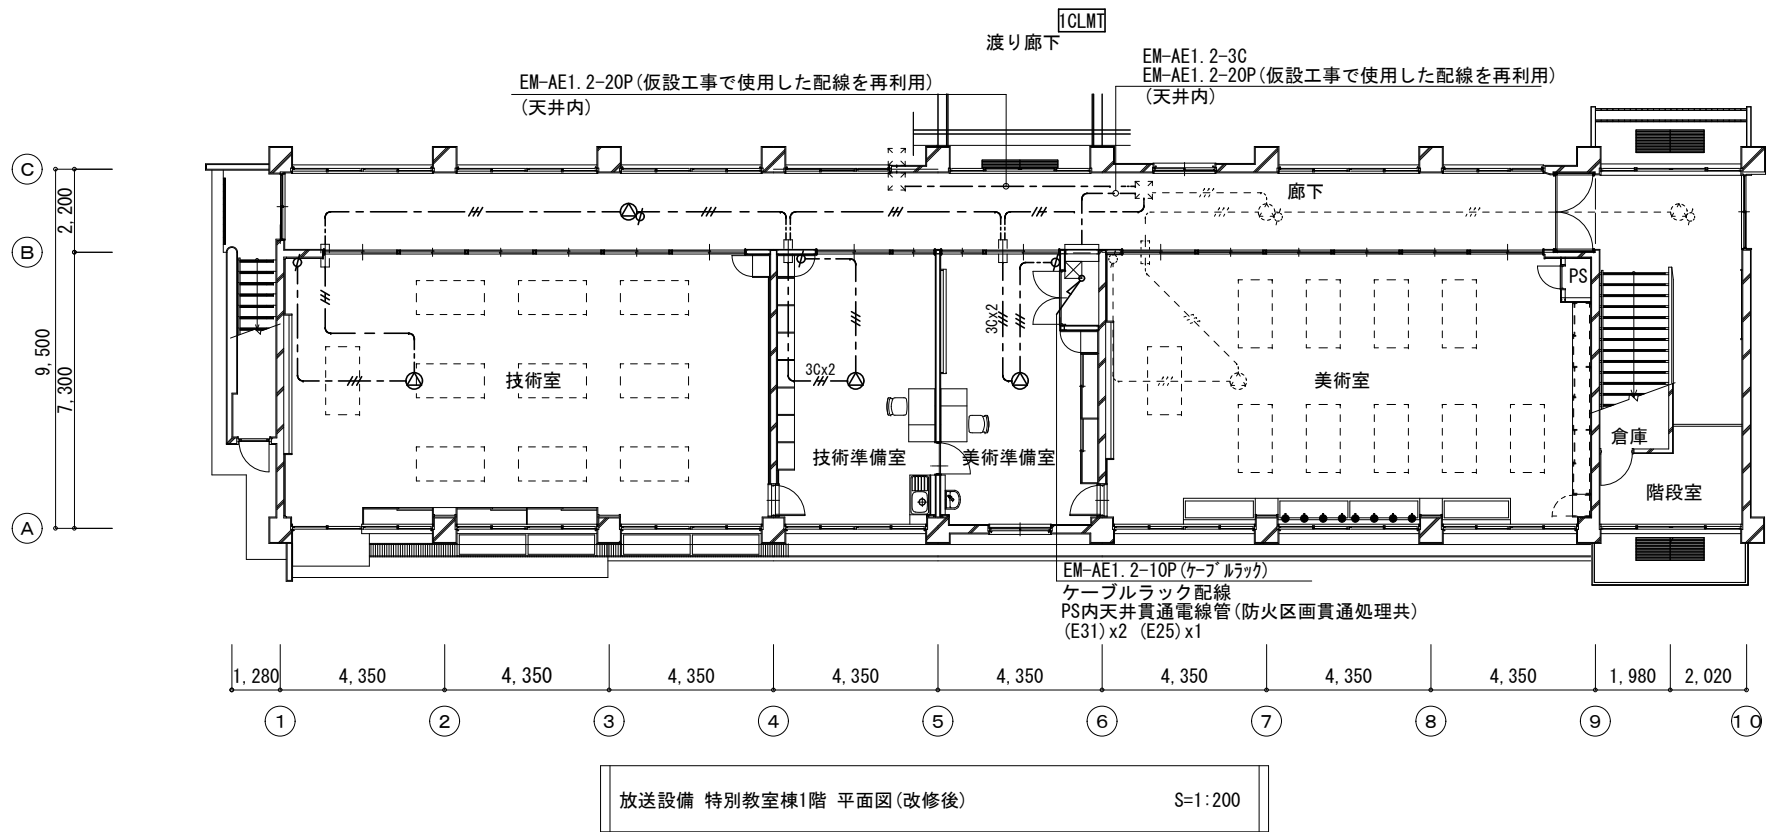 1CLMT
渡り廊下
EM-AE1.2-20P(仮設工事で使用した配線を再利用)
(天井内)
EM-AE1.2-3C
EM-AE1.2-20P(仮設工事で使用した配線を再利用)
(天井内)
C
B
A
2,200
9,500
7,300
廊下
PS
技術室
3Cx2
3Cx2
美術室
技術準備室
美術準備室
倉庫
階段室
EM-AE1.2-10P(ｹｰﾌﾞﾙﾗｯｸ)
ケーブルラック配線
PS内天井貫通電線管(防火区画貫通処理共)
(E31)x2 (E25)x1
1,280 4,350 4,350 4,350 4,350 4,350 4,350 4,350 4,350 1,980 2,020
1 2 3 4 5 6 7 8 9 10
放送設備 特別教室棟1階 平面図(改修後) S=1:200